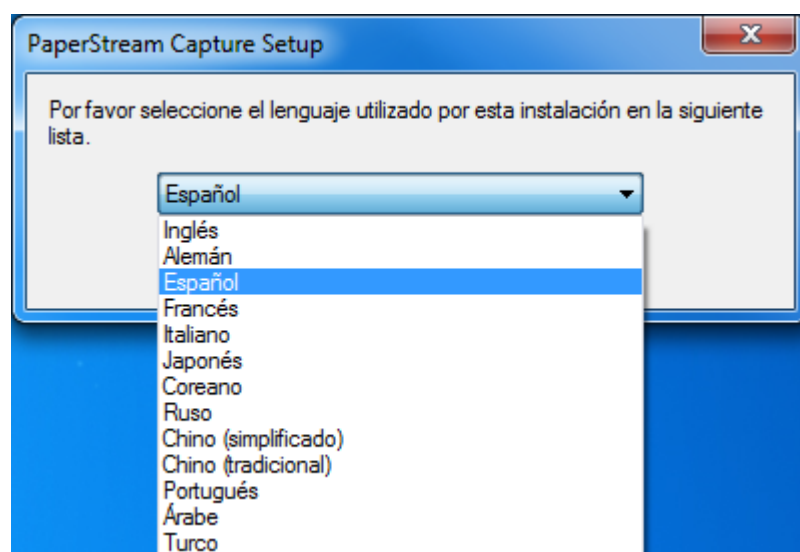 PaperStream Capture Setup
Por favor seleccione el lenguaje utilizado por esta instalación en la siguiente
lista.
Español
Inglés
Alemán
Español
Francés
Italiano
Japonés
Coreano
Ruso
Chino (simplificado)
Chino (tradicional)
Portugués
Árabe
Turco